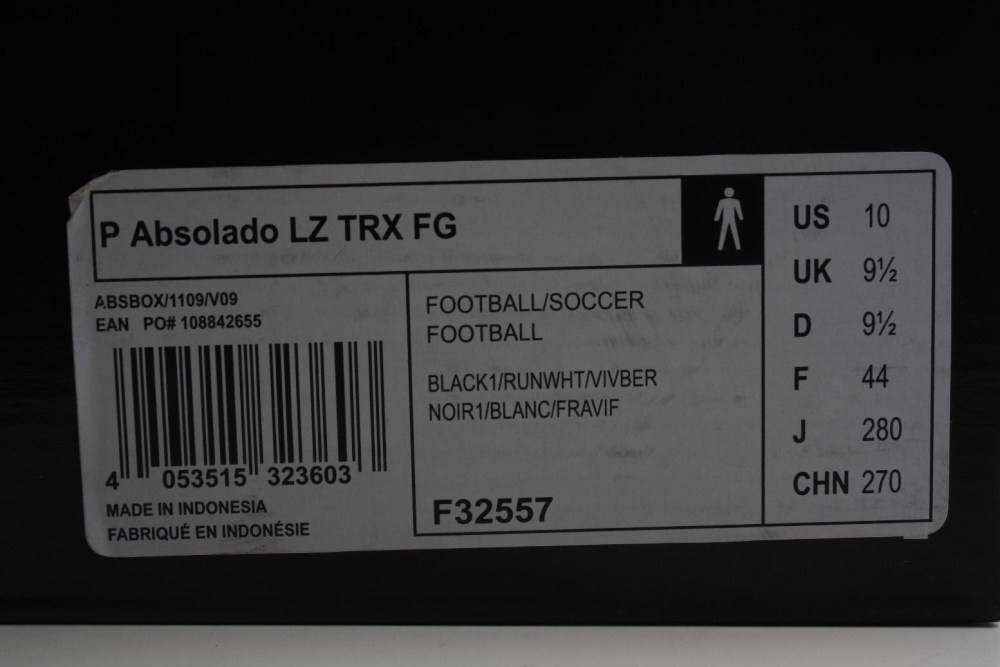 P Absolado LZ TRX FG
ABSBOX/1109/V09
EAN PO# 108842655
4 053515 323603
MADE IN INDONESIA
FABRIQUÉ EN INDONÉSIE
FOOTBALL/SOCCER
FOOTBALL
BLACK1/RUNWHT/VIVBER
NOIR1/BLANC/FRAVIF
F32557
US 10
UK 9½
D 9½
F 44
J 280
CHN 270